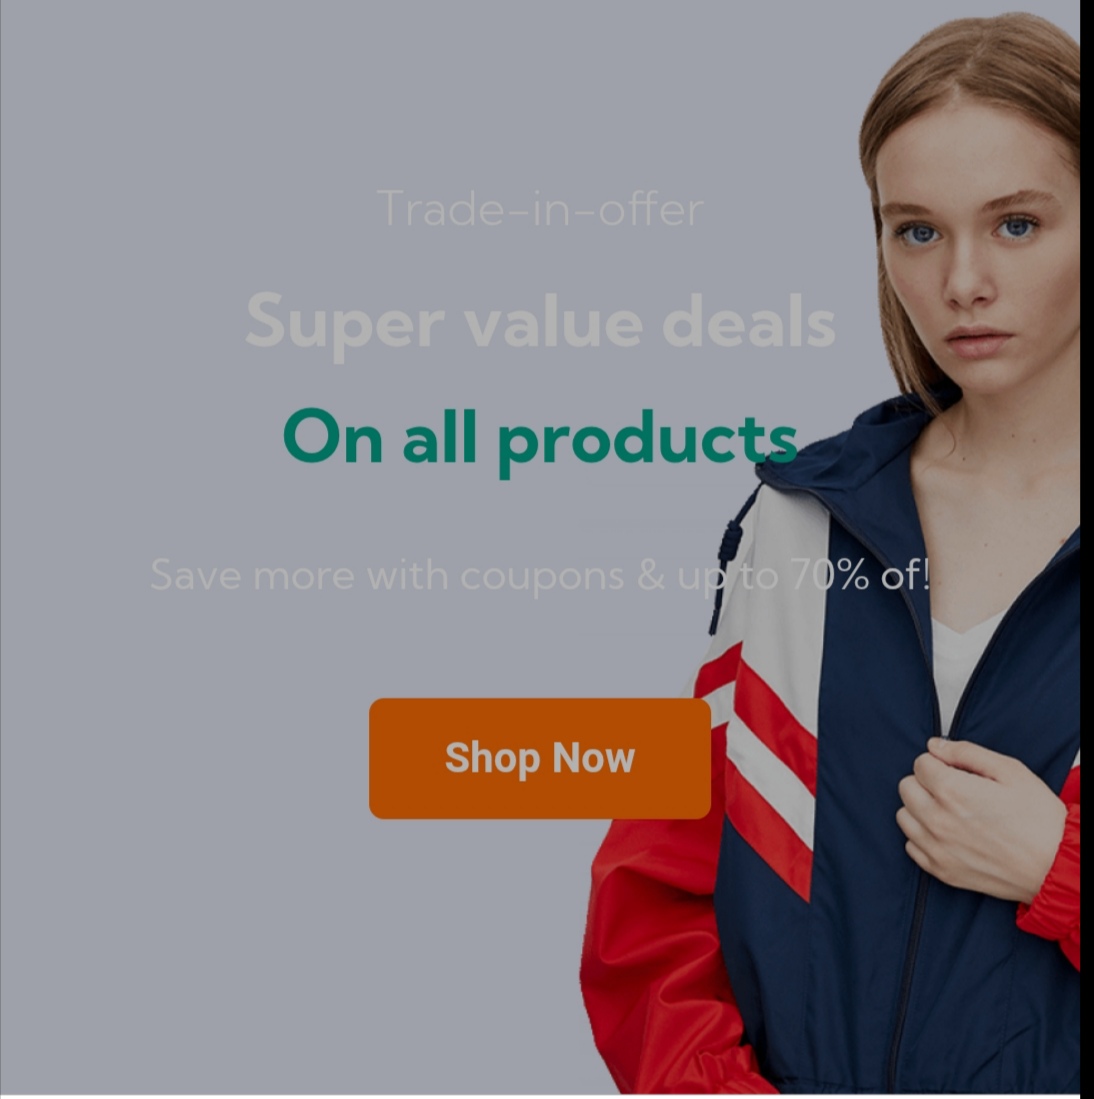 Trade-in-offer
Super value deals
On all products
Save more with coupons & up to 70% of!
Shop Now